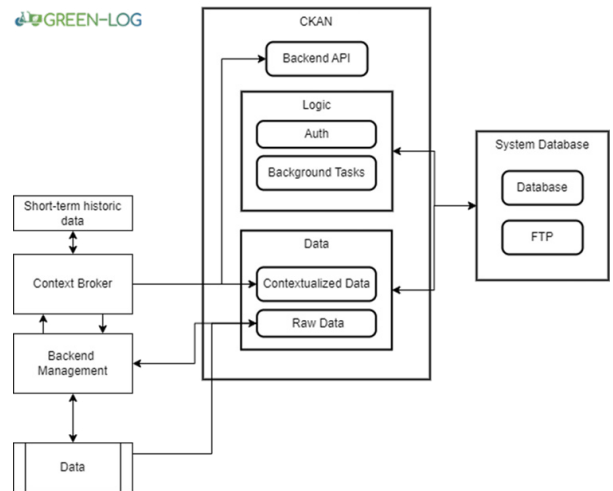 GREEN-LOG
CKAN
Backend API
Logic
Auth
Background Tasks
System Database
Database
FTP
Short-term historic
data
Context Broker
Data
Contextualized Data
Raw Data
Backend
Management
Data